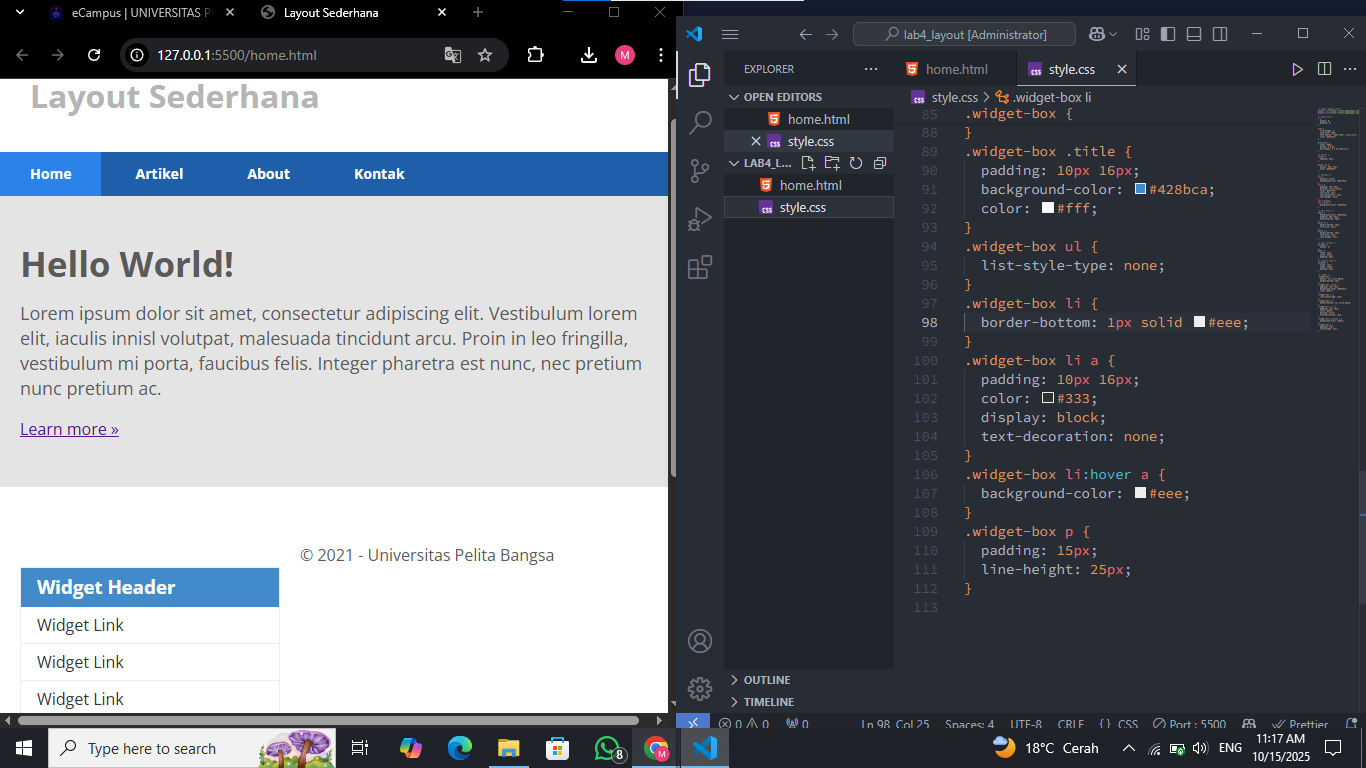 eCampus | UNIVERSITAS P
Layout Sederhana
127.0.0.1:5500/home.html
M
Layout Sederhana
Home
Artikel
About
Kontak
Hello World!
Lorem ipsum dolor sit amet, consectetur adipiscing elit. Vestibulum lorem
elit, iaculis innisl volutpat, malesuada tincidunt arcu. Proin in leo fringilla,
vestibulum mi porta, faucibus felis. Integer pharetra est nunc, nec pretium
nunc pretium ac.
Learn more »
© 2021 - Universitas Pelita Bangsa
Widget Header
Widget Link
Widget Link
Widget Link
lab4_layout [Administrator]
EXPLORER
OPEN EDITORS
home.html
style.css
LAB4_L...
home.html
style.css
OUTLINE
TIMELINE
home.html
style.css
style.css > .widget-box li
85 .widget-box {
88 }
89 .widget-box .title {
90 padding: 10px 16px;
91 background-color: #428bca;
92 color: #fff;
93 }
94 .widget-box ul {
95 list-style-type: none;
96 }
97 .widget-box li {
98 border-bottom: 1px solid #eee;
99 }
100 .widget-box li a {
101 padding: 10px 16px;
102 color: #333;
103 display: block;
104 text-decoration: none;
105 }
106 .widget-box li:hover a {
107 background-color: #eee;
108 }
109 .widget-box p {
110 padding: 15px;
111 line-height: 25px;
112 }
113
0 0 0 Ln 98, Col 25 Spaces: 4 UTF-8 CRLF {} CSS Port : 5500 Prettier
Type here to search
8
M
18°C Cerah
ENG
11:17 AM
10/15/2025